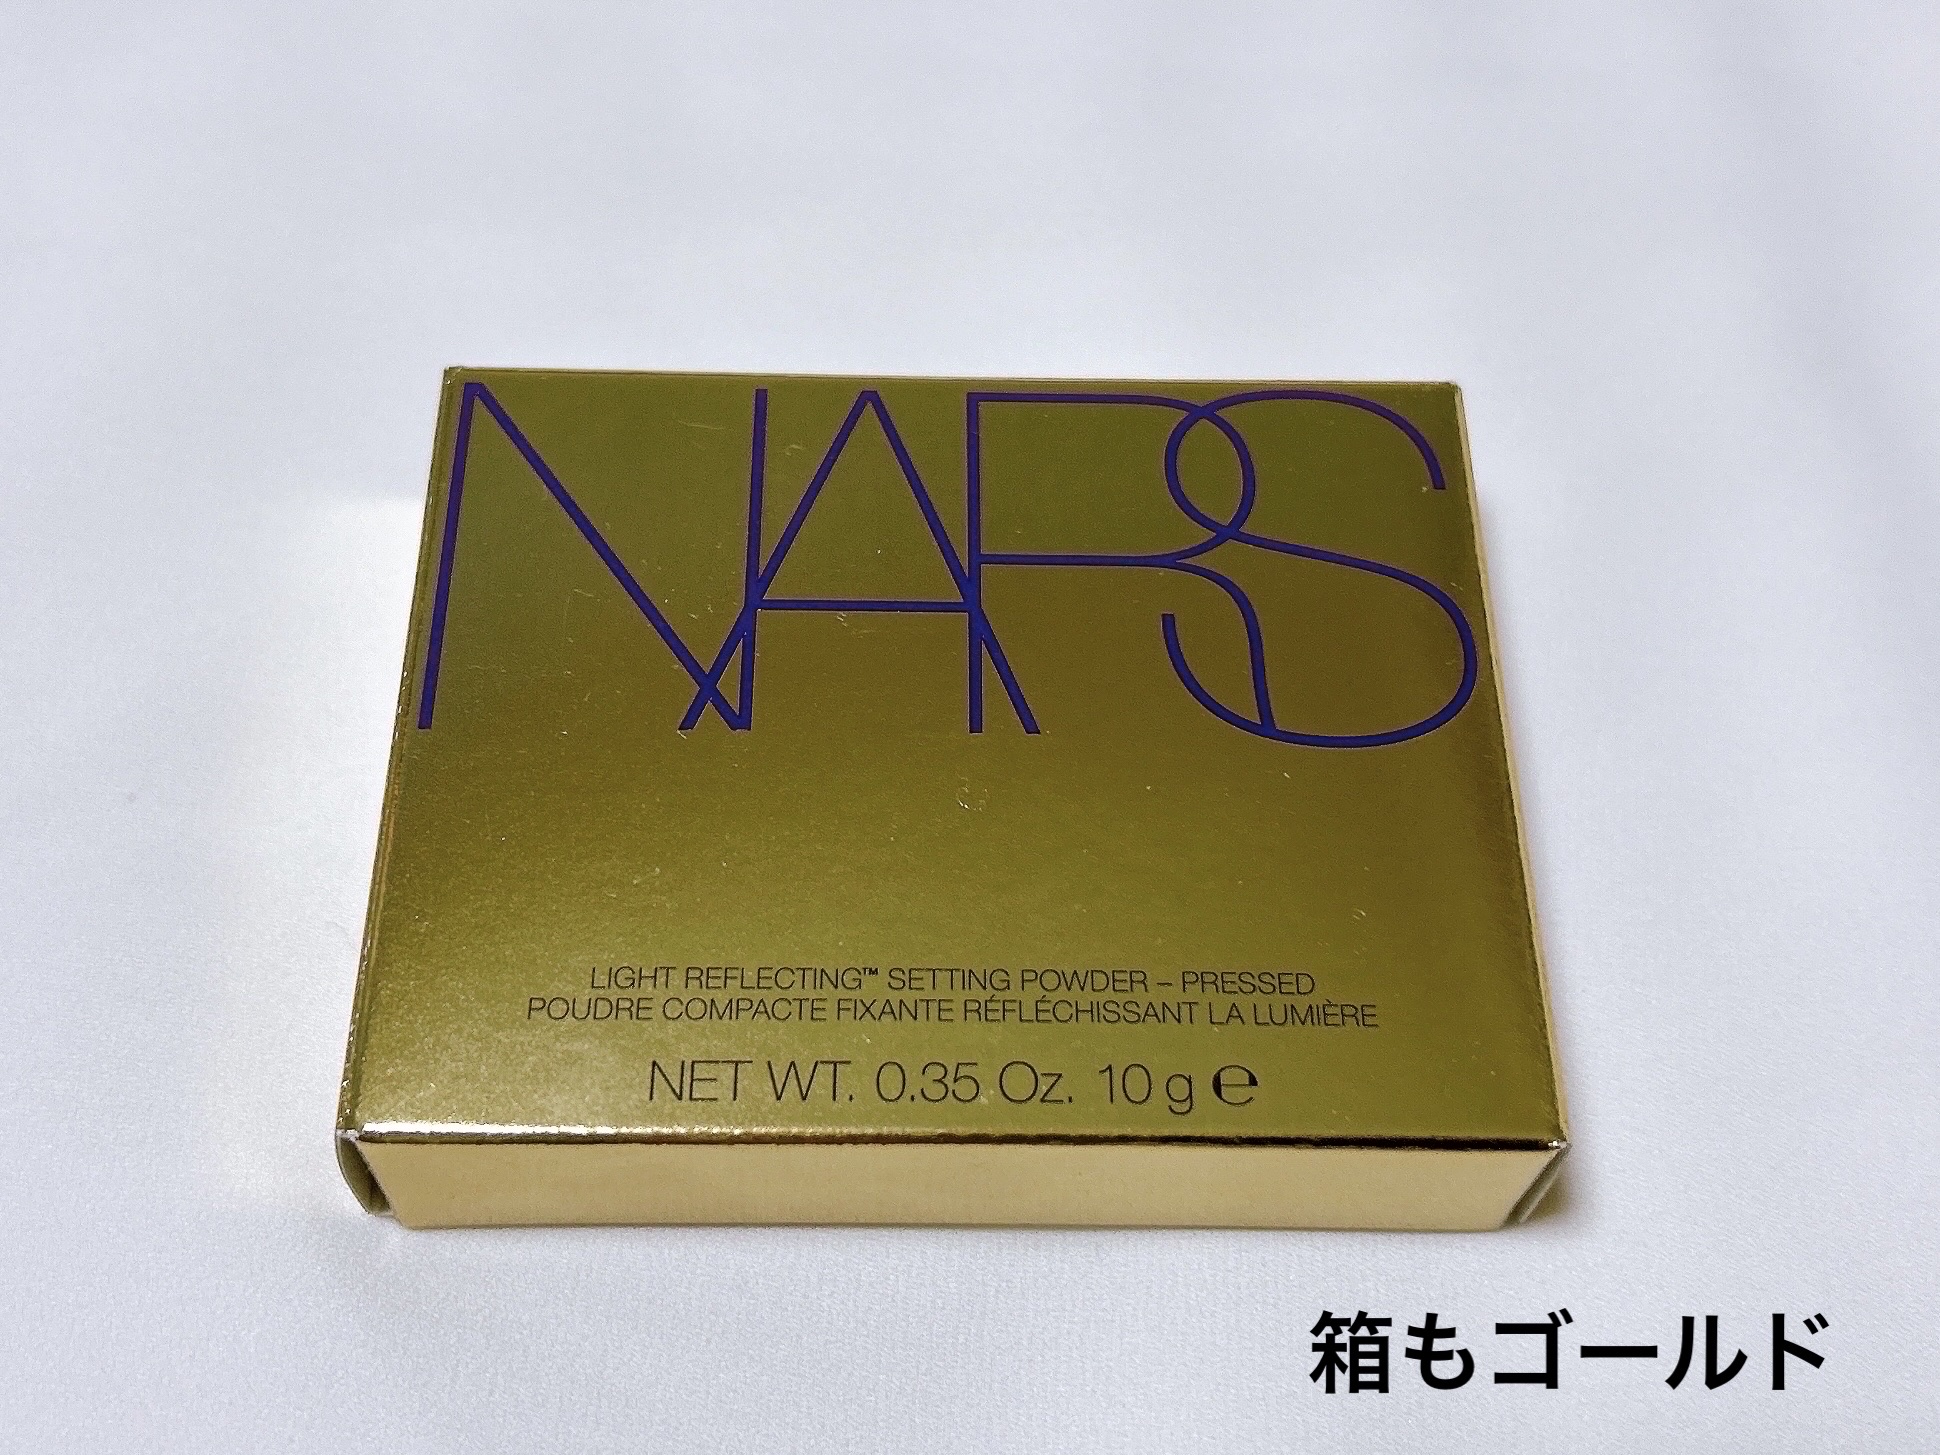 NARS
LIGHT REFLECTING™ SETTING POWDER – PRESSED
POUDRE COMPACTE FIXANTE RÉFLÉCHISSANT LA LUMIÈRE
NET WT. 0.35 Oz. 10 g ℮
箱もゴールド